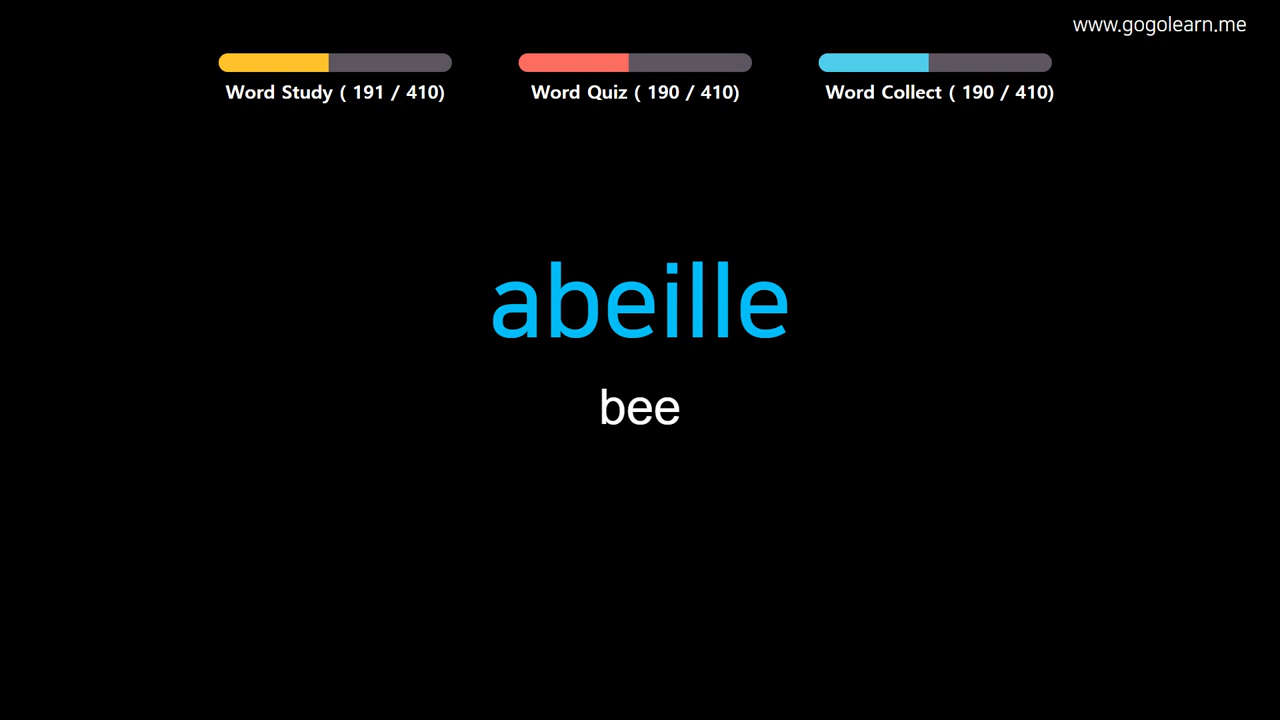 www.gogolearn.me
Word Study ( 191 / 410)
Word Quiz ( 190 / 410)
Word Collect ( 190 / 410)
abeille
bee